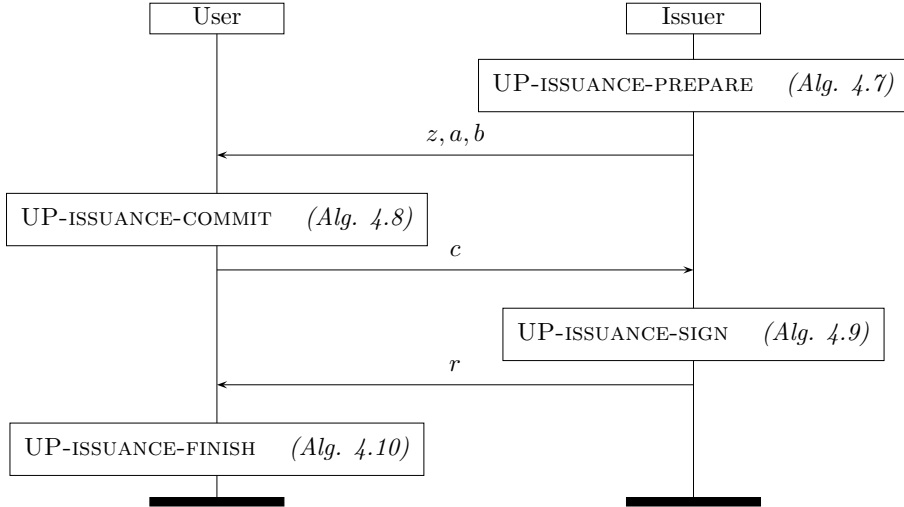 User Issuer
UP-ISSUANCE-PREPARE (Alg. 4.7)
z, a, b
UP-ISSUANCE-COMMIT (Alg. 4.8)
c
UP-ISSUANCE-SIGN (Alg. 4.9)
r
UP-ISSUANCE-FINISH (Alg. 4.10)